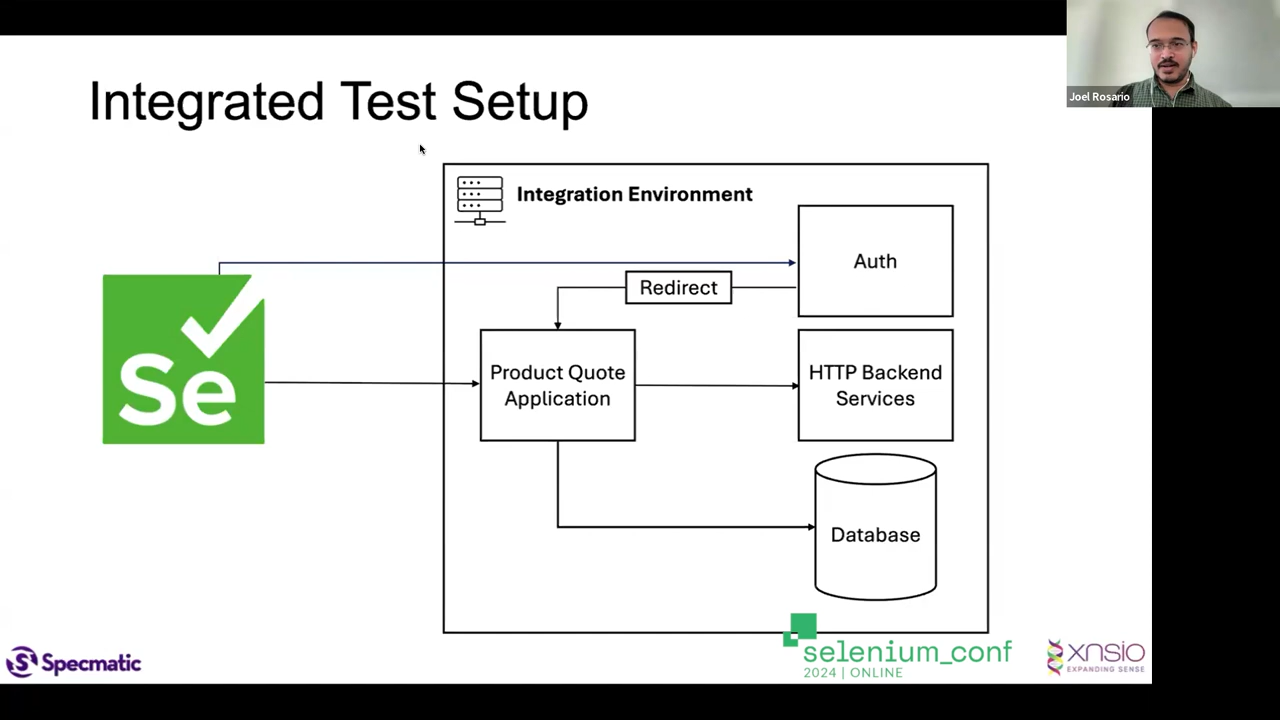 Joel Rosario
Integrated Test Setup
Integration Environment
Auth
Redirect
Se
Product Quote
Application
HTTP Backend
Services
Database
Specmatic
selenium_conf
2024 | ONLINE
xnsio
EXPANDING SENSE